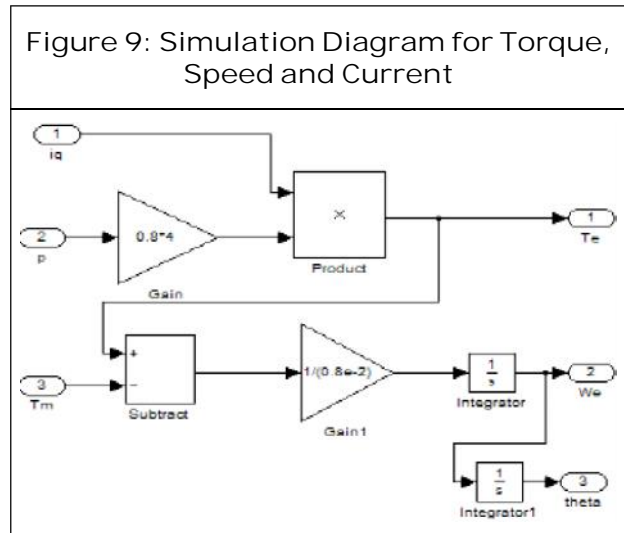 Figure 9: Simulation Diagram for Torque,
Speed and Current
1
iq
2
p
0.8*4
Gain
×
Product
1
Te
3
Tm
+
−
Subtract
1/(0.8e-2)
Gain1
1
s
Integrator
2
We
1
s
Integrator1
3
theta